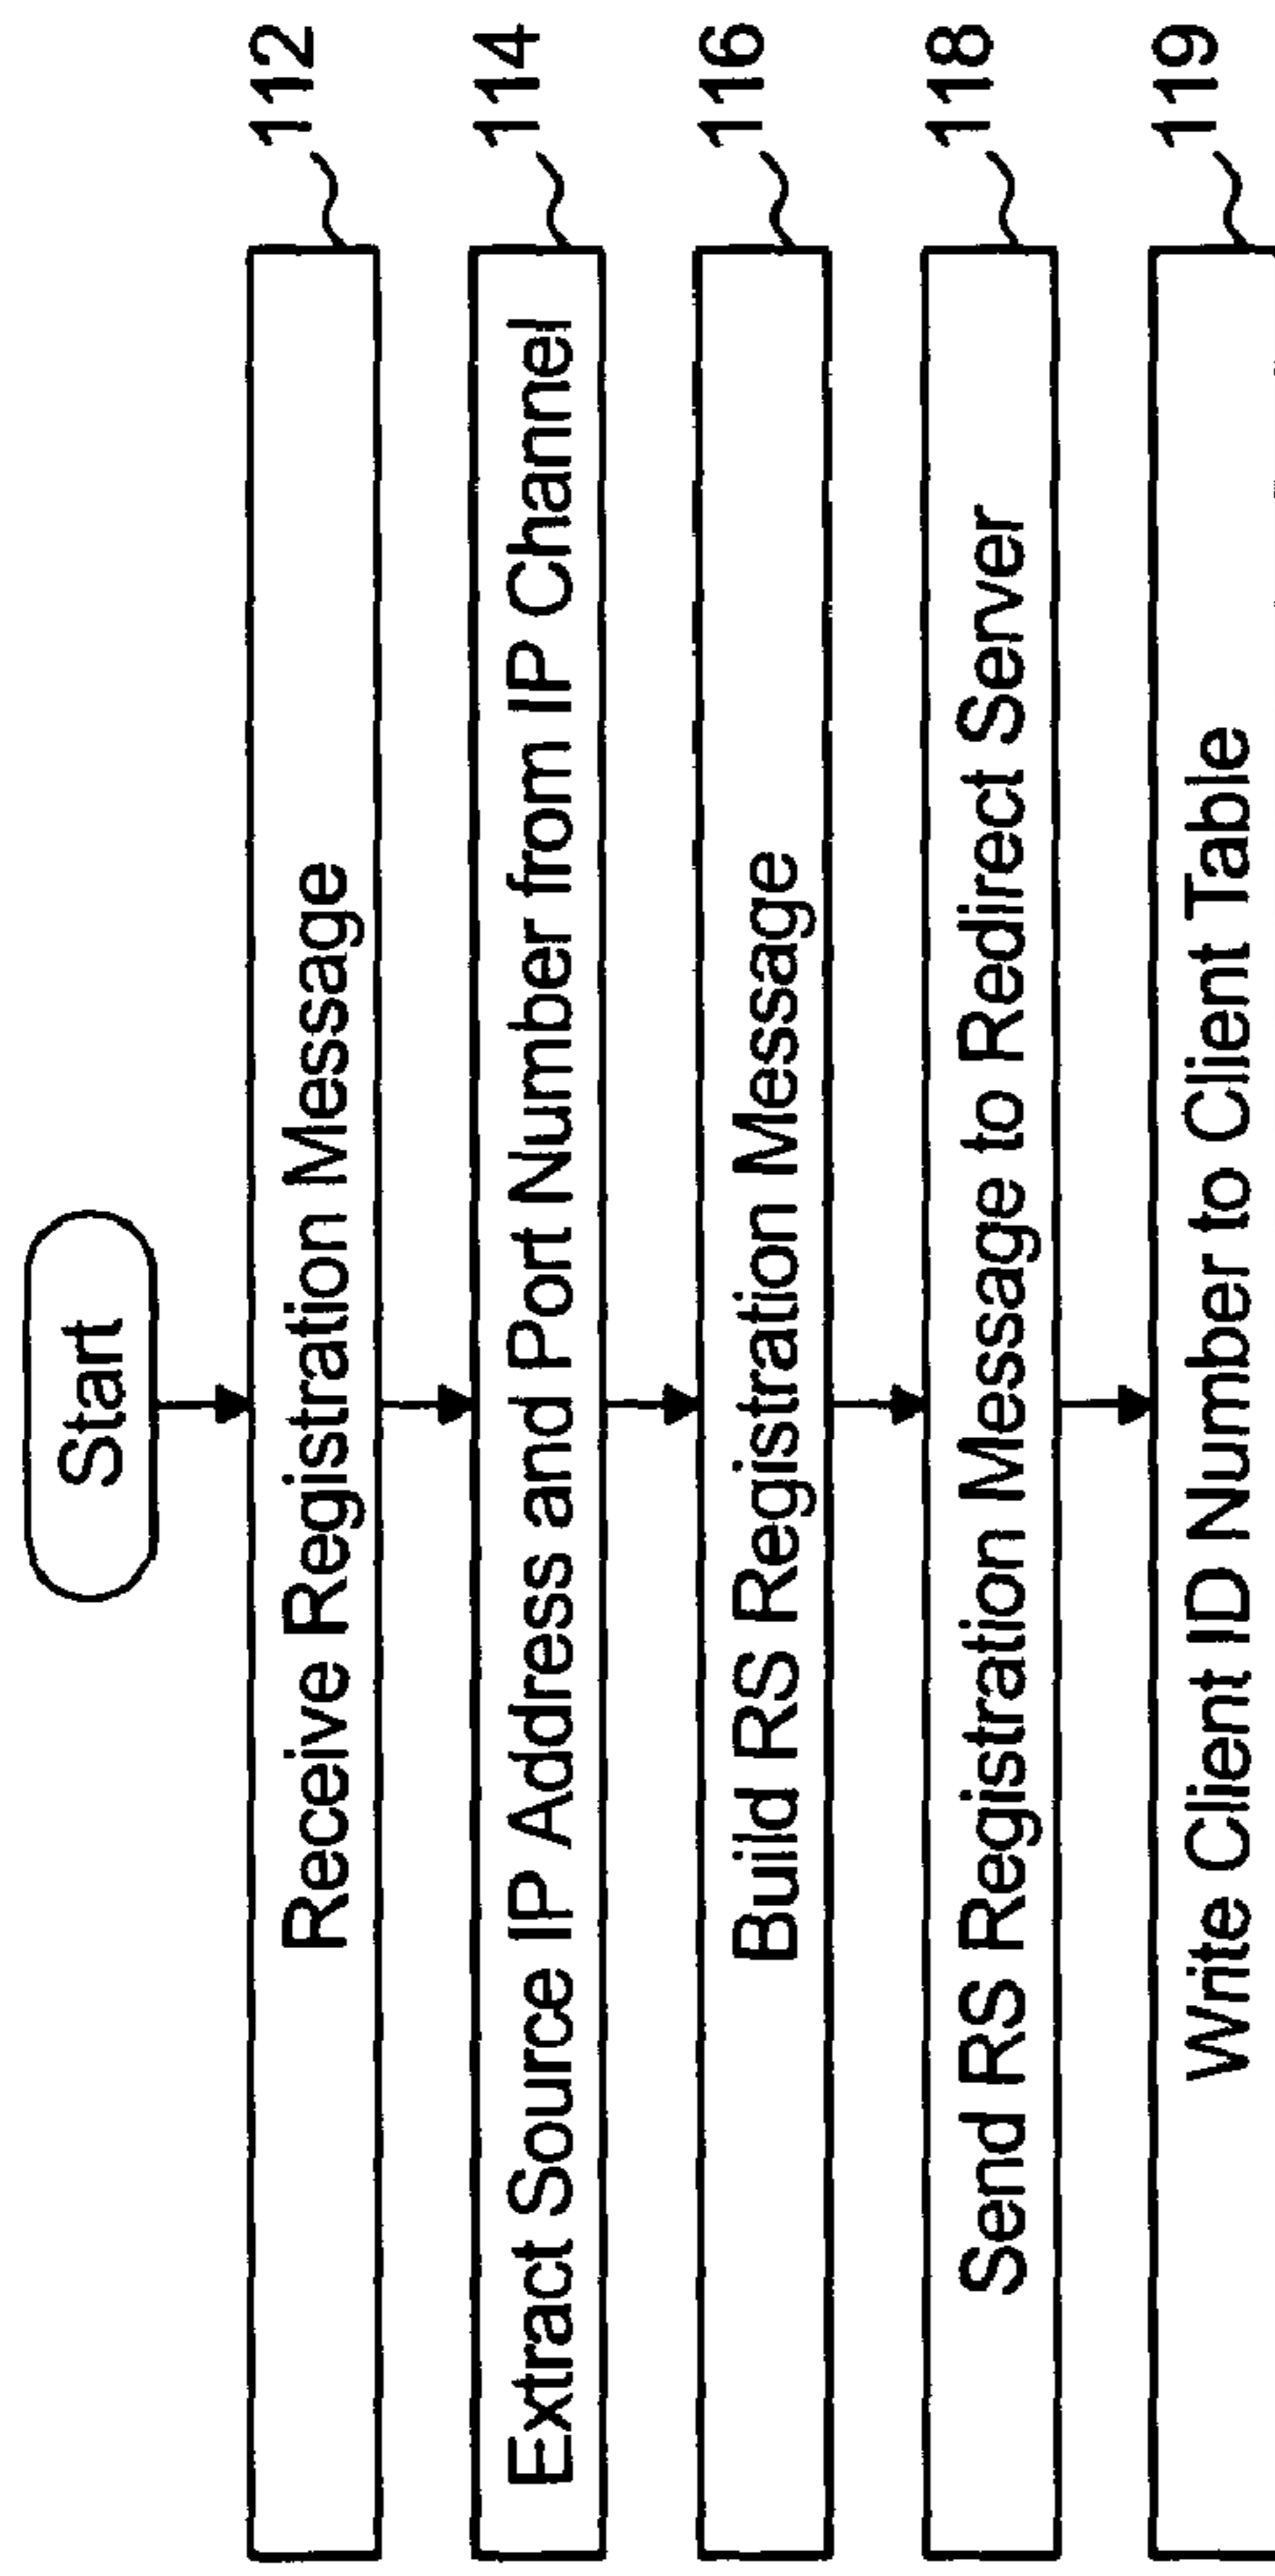 Start
Receive Registration Message
112
Extract Source IP Address and Port Number from IP Channel
114
Build RS Registration Message
116
Send RS Registration Message to Redirect Server
118
Write Client ID Number to Client Table
119